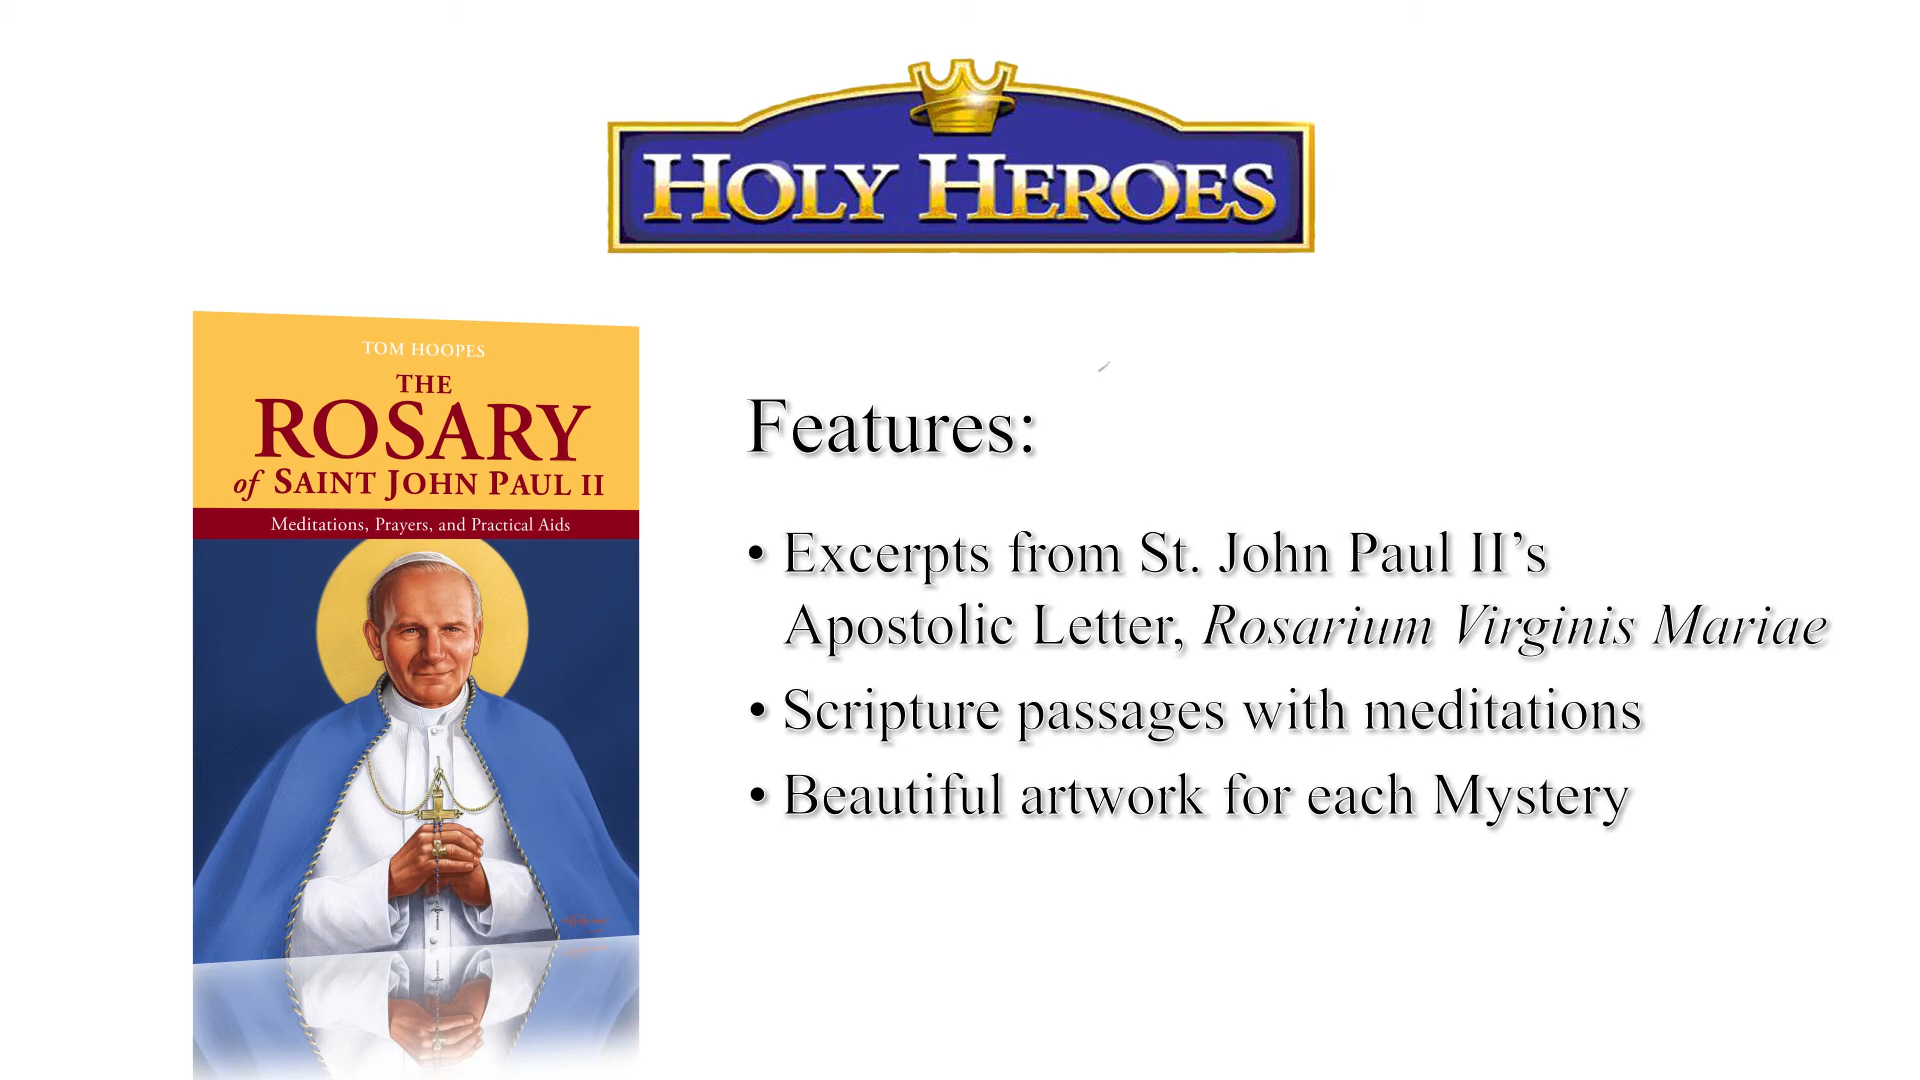 HOLY HEROES
TOM HOOPES
THE
ROSARY
of SAINT JOHN PAUL II
Meditations, Prayers, and Practical Aids
Features:
• Excerpts from St. John Paul II’s
Apostolic Letter, Rosarium Virginis Mariae
• Scripture passages with meditations
• Beautiful artwork for each Mystery